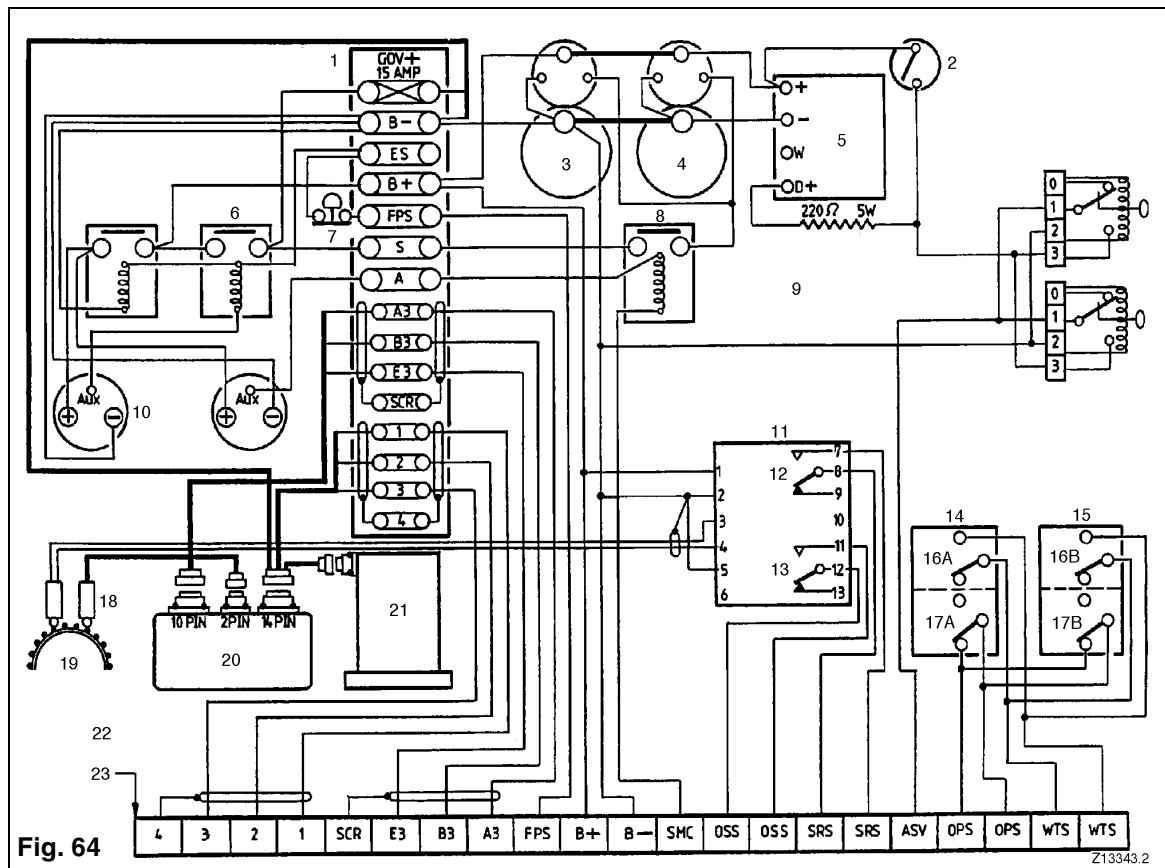 1
GOV+
15 AMP
B-
ES
B+
FPS
S
A
A3
B3
E3
SCR
1
2
3
4
2
3
4
+
-
W
D+
5
220Ω 5W
6
7
8
9
0
1
2
3
0
1
2
3
Aux
+
-
10
Aux
+
-
11
1
2
3
4
5
6
7
8
9
10
11
12
13
12
13
14
15
16A
16B
17A
17B
18
19
10 PIN
2PIN
14 PIN
20
21
22
23
4 3 2 1 SCR E3 B3 A3 FPS B+ B- SMC OSS OSS SRS SRS ASV OPS OPS WTS WTS
Fig. 64
Z13343.2